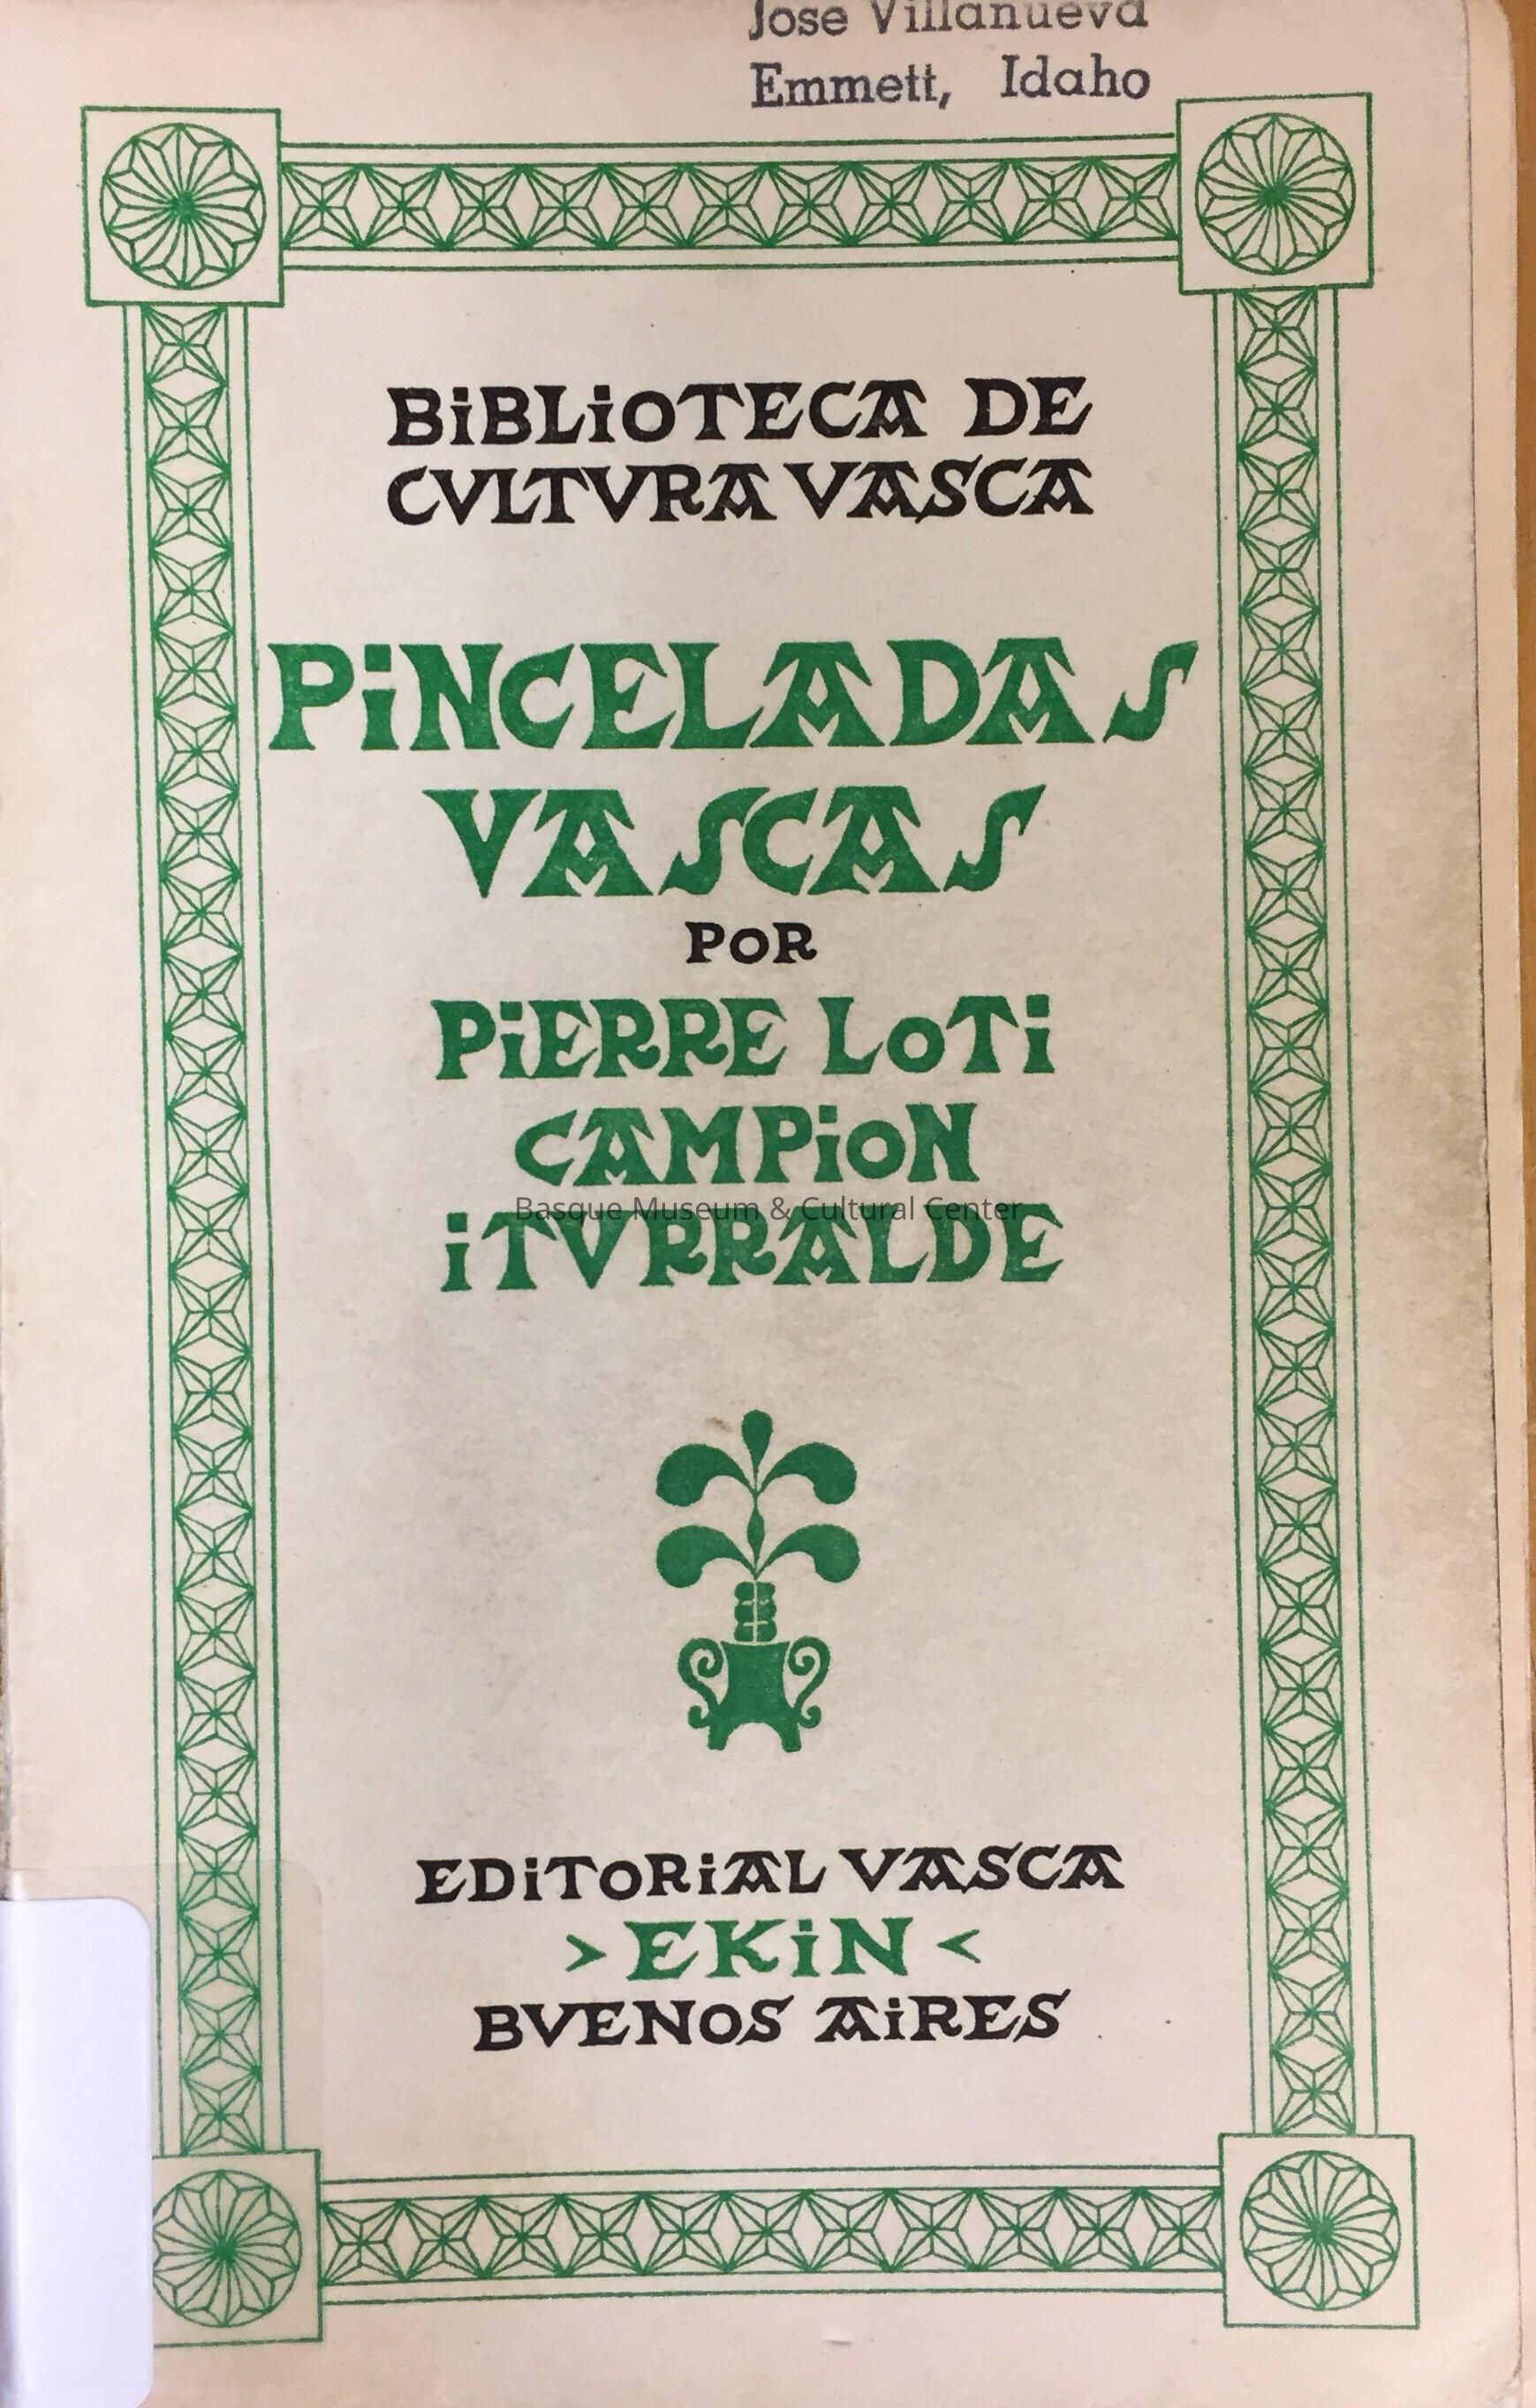 Jose Villanueva
Emmett, Idaho
BiBLiOTECA DE
CVLTVRA VASCA
PiNCELADAS
VASCAS
POR
PiERRE LOTi
CAMPiON
Basque Museum & Cultural Center
iTVRRALDE
EDiTORiAL VASCA
>EKiN<
BVENOS AiRES